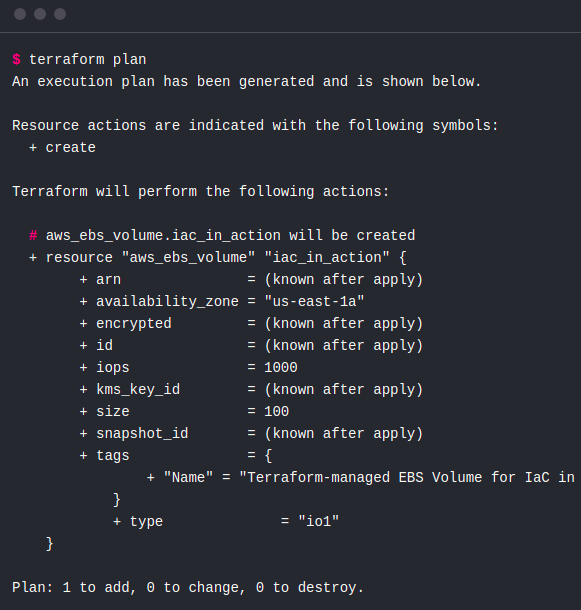 $ terraform plan
An execution plan has been generated and is shown below.
Resource actions are indicated with the following symbols:
+ create
Terraform will perform the following actions:
# aws_ebs_volume.iac_in_action will be created
+ resource "aws_ebs_volume" "iac_in_action" {
+ arn = (known after apply)
+ availability_zone = "us-east-1a"
+ encrypted = (known after apply)
+ id = (known after apply)
+ iops = 1000
+ kms_key_id = (known after apply)
+ size = 100
+ snapshot_id = (known after apply)
+ tags = {
+ "Name" = "Terraform-managed EBS Volume for IaC in
}
+ type = "io1"
}
Plan: 1 to add, 0 to change, 0 to destroy.